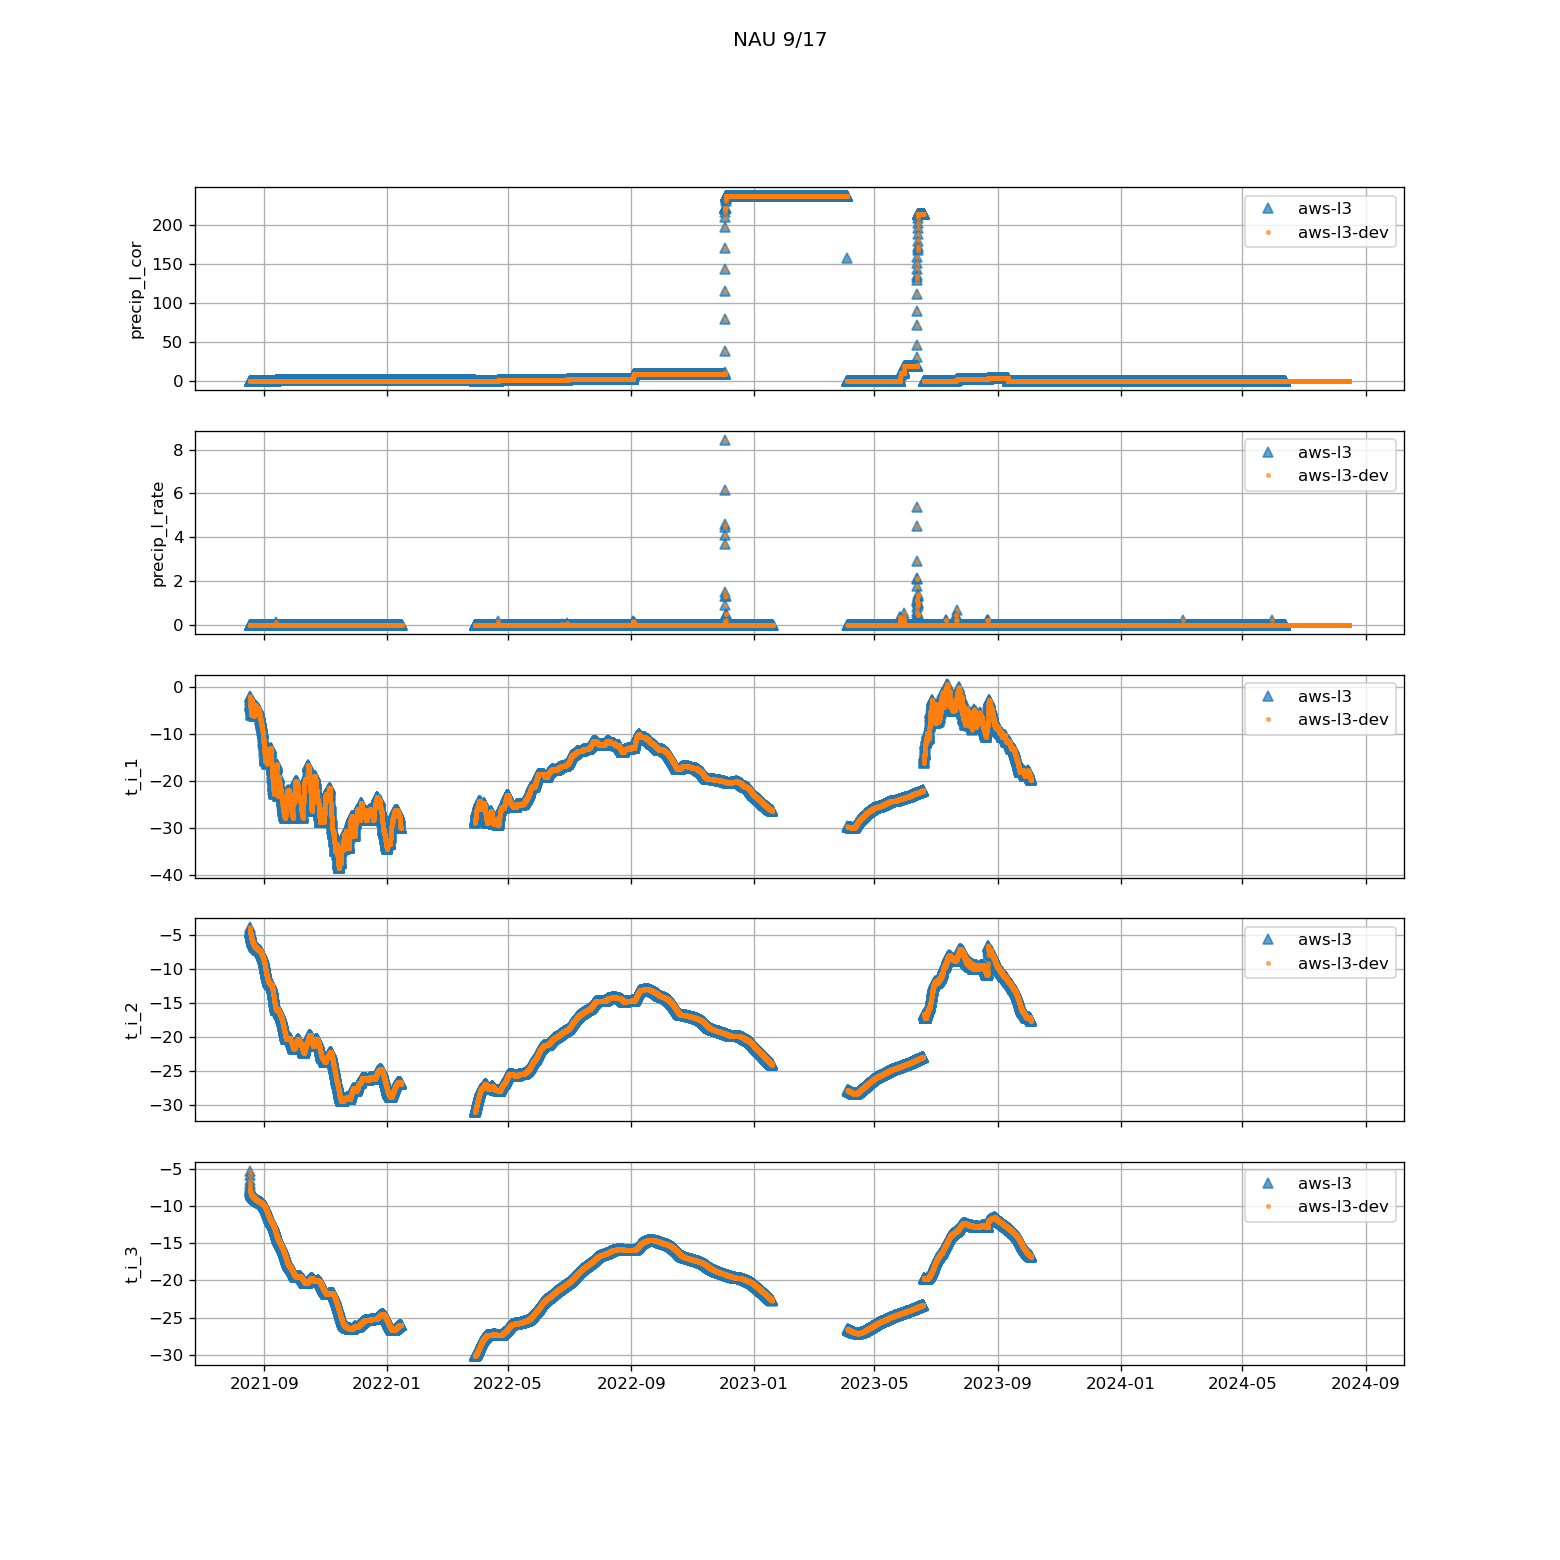 NAU 9/17
precip_l_cor
200
150
100
50
0
aws-l3
aws-l3-dev
precip_l_rate
8
6
4
2
0
aws-l3
aws-l3-dev
t_i_1
0
−10
−20
−30
−40
aws-l3
aws-l3-dev
t_i_2
−5
−10
−15
−20
−25
−30
aws-l3
aws-l3-dev
t_i_3
−5
−10
−15
−20
−25
−30
aws-l3
aws-l3-dev
2021-09 2022-01 2022-05 2022-09 2023-01 2023-05 2023-09 2024-01 2024-05 2024-09